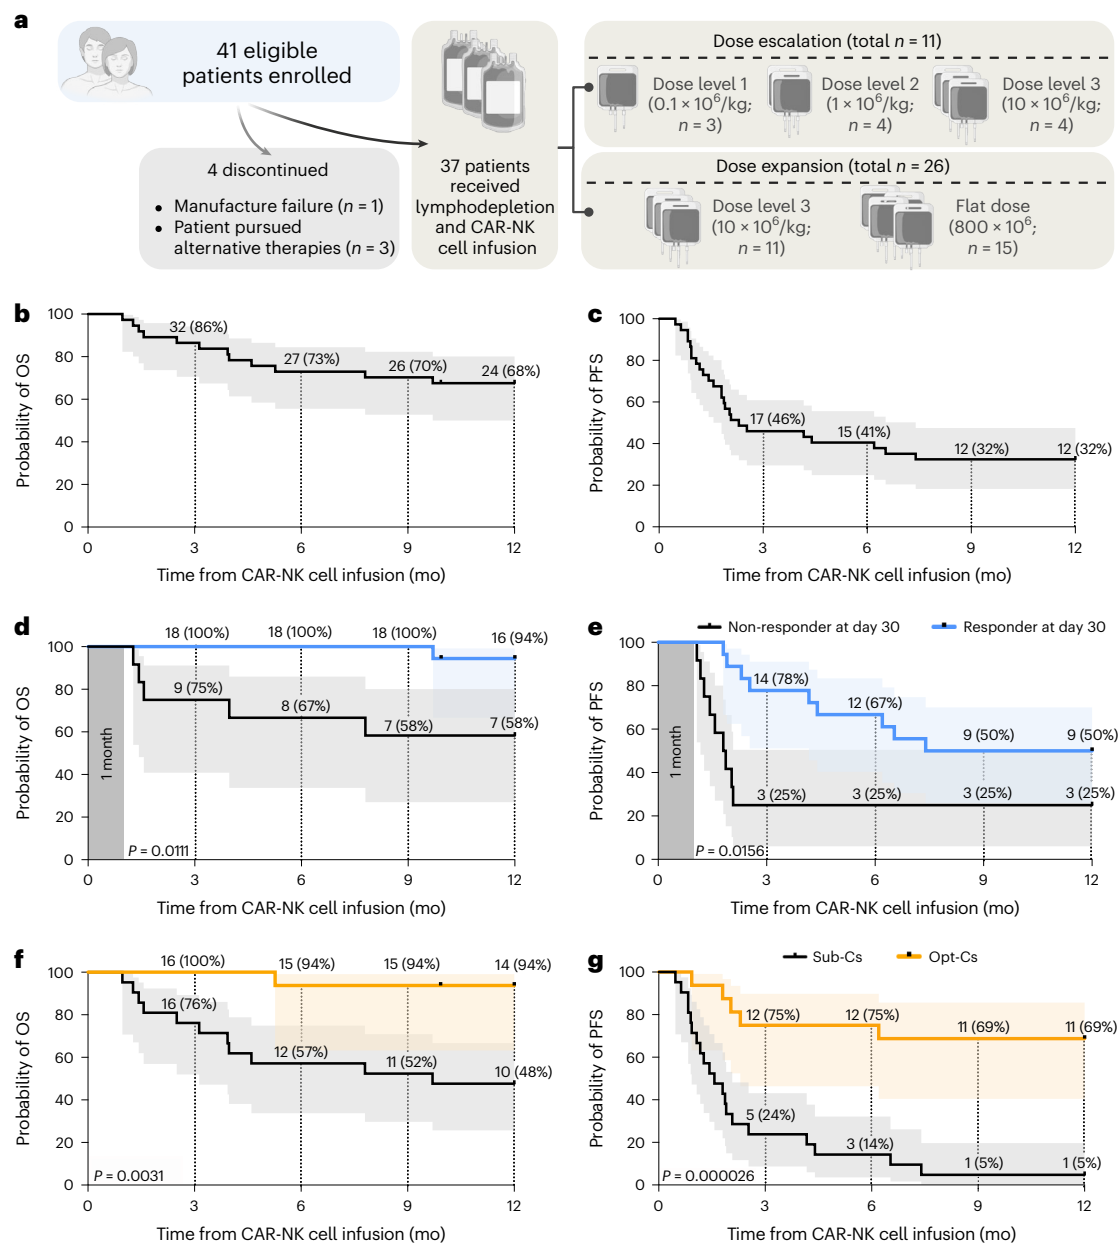 a
41 eligible
patients enrolled
4 discontinued
• Manufacture failure (n = 1)
• Patient pursued
alternative therapies (n = 3)
37 patients
received
lymphodepletion
and CAR-NK
cell infusion
Dose escalation (total n = 11)
Dose level 1
(0.1 × 10⁶/kg;
n = 3)
Dose level 2
(1 × 10⁶/kg;
n = 4)
Dose level 3
(10 × 10⁶/kg;
n = 4)
Dose expansion (total n = 26)
Dose level 3
(10 × 10⁶/kg;
n = 11)
Flat dose
(800 × 10⁶;
n = 15)
b
Probability of OS
100
80
60
40
20
0
32 (86%)
27 (73%)
26 (70%)
24 (68%)
0 3 6 9 12
Time from CAR-NK cell infusion (mo)
c
Probability of PFS
100
80
60
40
20
0
17 (46%)
15 (41%)
12 (32%)
12 (32%)
0 3 6 9 12
Time from CAR-NK cell infusion (mo)
d
Probability of OS
100
80
60
40
20
0
18 (100%)
18 (100%)
18 (100%)
16 (94%)
9 (75%)
8 (67%)
7 (58%)
7 (58%)
1 month
P = 0.0111
0 3 6 9 12
Time from CAR-NK cell infusion (mo)
e
Non-responder at day 30
Responder at day 30
Probability of PFS
100
80
60
40
20
0
14 (78%)
12 (67%)
9 (50%)
9 (50%)
3 (25%)
3 (25%)
3 (25%)
3 (25%)
1 month
P = 0.0156
0 3 6 9 12
Time from CAR-NK cell infusion (mo)
f
Probability of OS
100
80
60
40
20
0
16 (100%)
15 (94%)
15 (94%)
14 (94%)
16 (76%)
12 (57%)
11 (52%)
10 (48%)
P = 0.0031
0 3 6 9 12
Time from CAR-NK cell infusion (mo)
g
Sub-Cs
Opt-Cs
Probability of PFS
100
80
60
40
20
0
12 (75%)
12 (75%)
11 (69%)
11 (69%)
5 (24%)
3 (14%)
1 (5%)
1 (5%)
P = 0.000026
0 3 6 9 12
Time from CAR-NK cell infusion (mo)